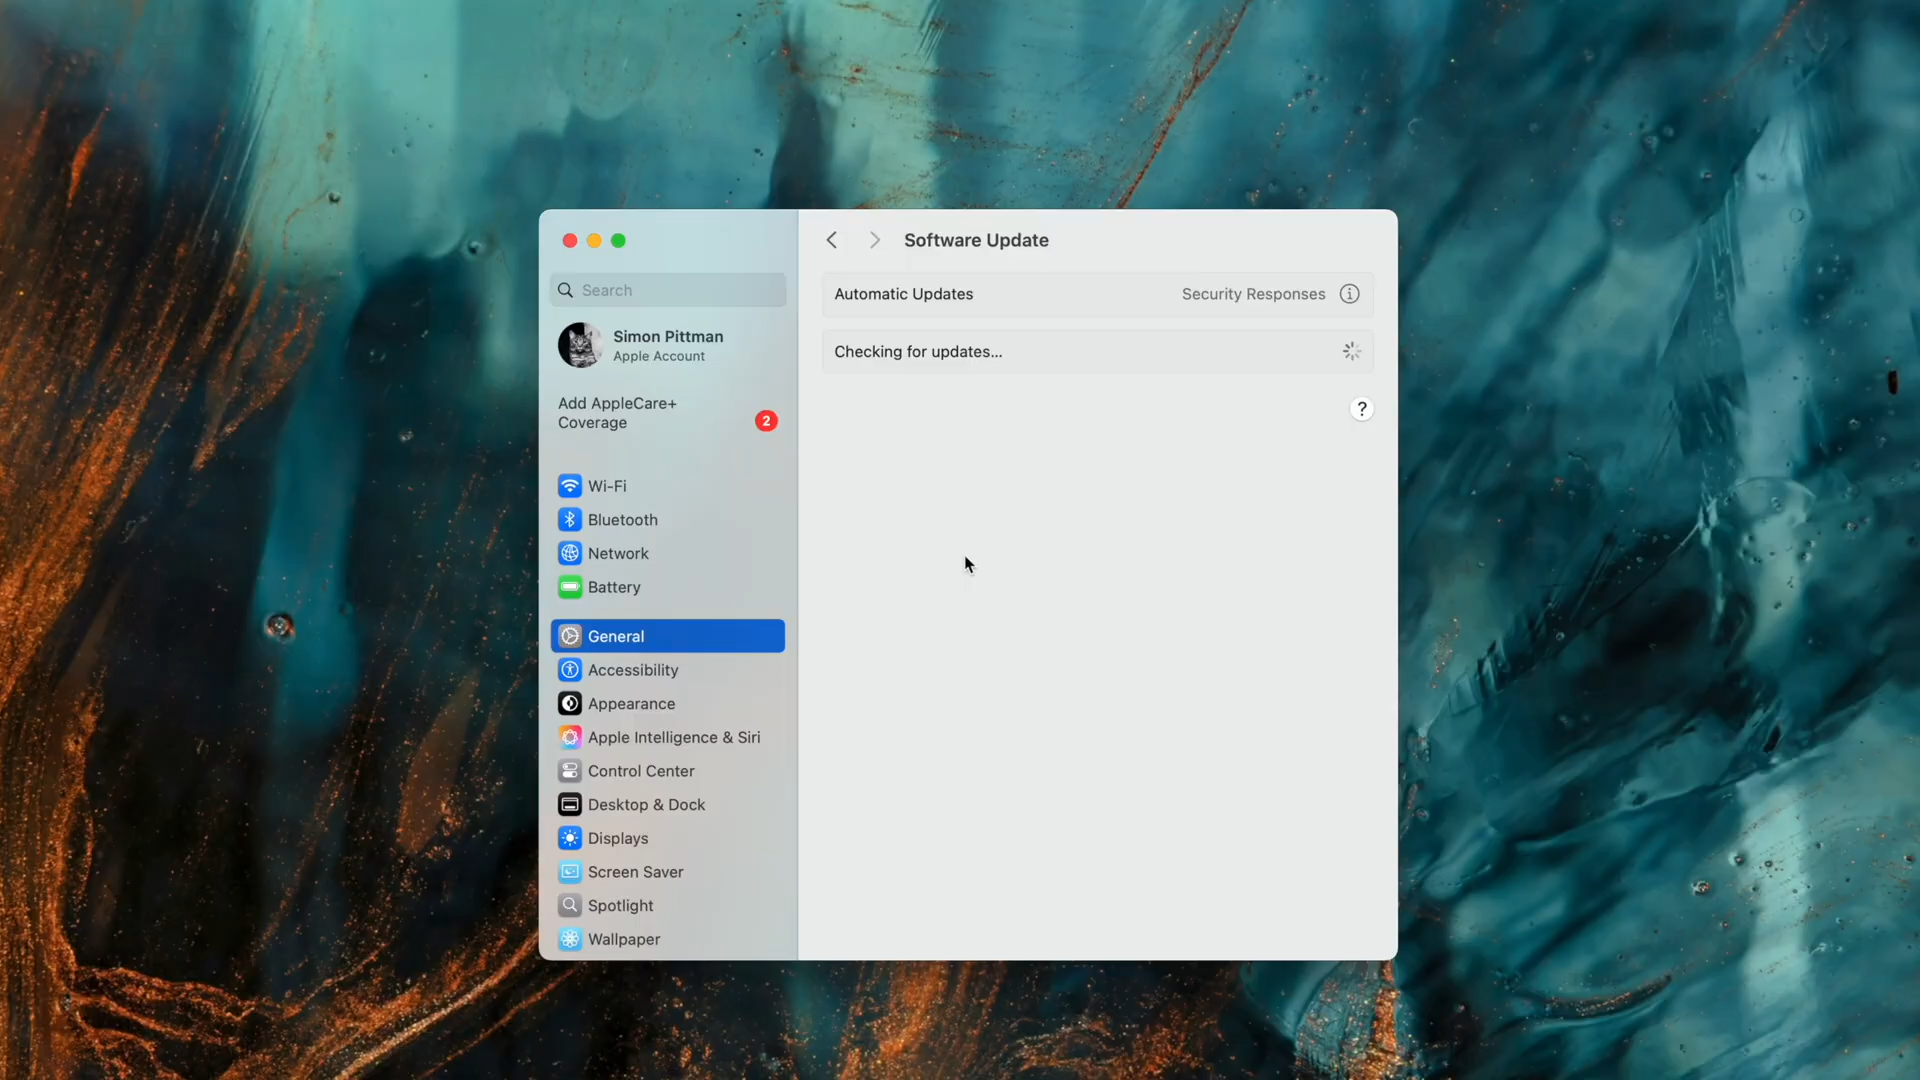 Search
Simon Pittman
Apple Account
Add AppleCare+
Coverage
2
Wi-Fi
Bluetooth
Network
Battery
General
Accessibility
Appearance
Apple Intelligence & Siri
Control Center
Desktop & Dock
Displays
Screen Saver
Spotlight
Wallpaper
Software Update
Automatic Updates Security Responses
Checking for updates...
?